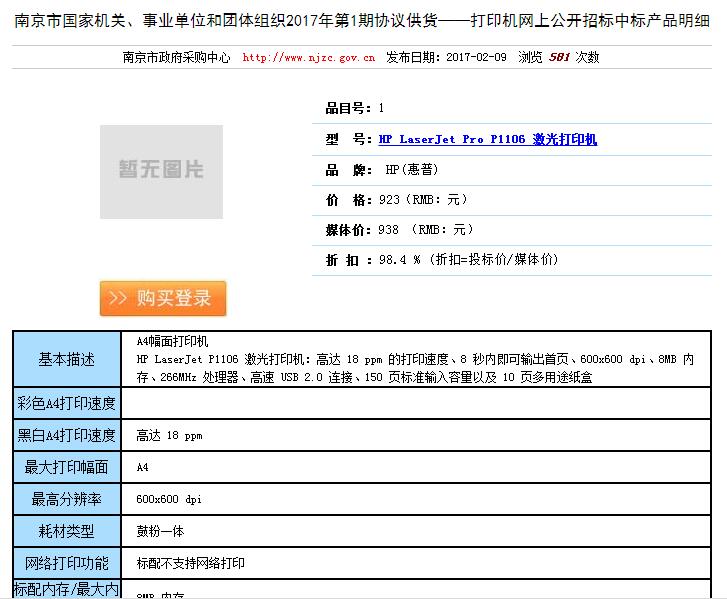 南京市国家机关、事业单位和团体组织2017年第1期协议供货——打印机网上公开招标中标产品明细
南京市政府采购中心 http://www.njzc.gov.cn 发布日期：2017-02-09 浏览 581 次数
暂无图片
>> 购买登录
品目号：1
型 号：HP LaserJet Pro P1106 激光打印机
品 牌： HP(惠普)
价 格：923（RMB：元）
媒体价：938 （RMB：元）
折 扣 ：98.4 % (折扣=投标价/媒体价)
基本描述
A4幅面打印机
HP LaserJet P1106 激光打印机：高达 18 ppm 的打印速度、8 秒内即可输出首页、600x600 dpi、8MB 内
存、266MHz 处理器、高速 USB 2.0 连接、150 页标准输入容量以及 10 页多用途纸盒
彩色A4打印速度
黑白A4打印速度 高达 18 ppm
最大打印幅面 A4
最高分辨率 600x600 dpi
耗材类型 鼓粉一体
网络打印功能 标配不支持网络打印
标配内存/最大内 8MB 内存